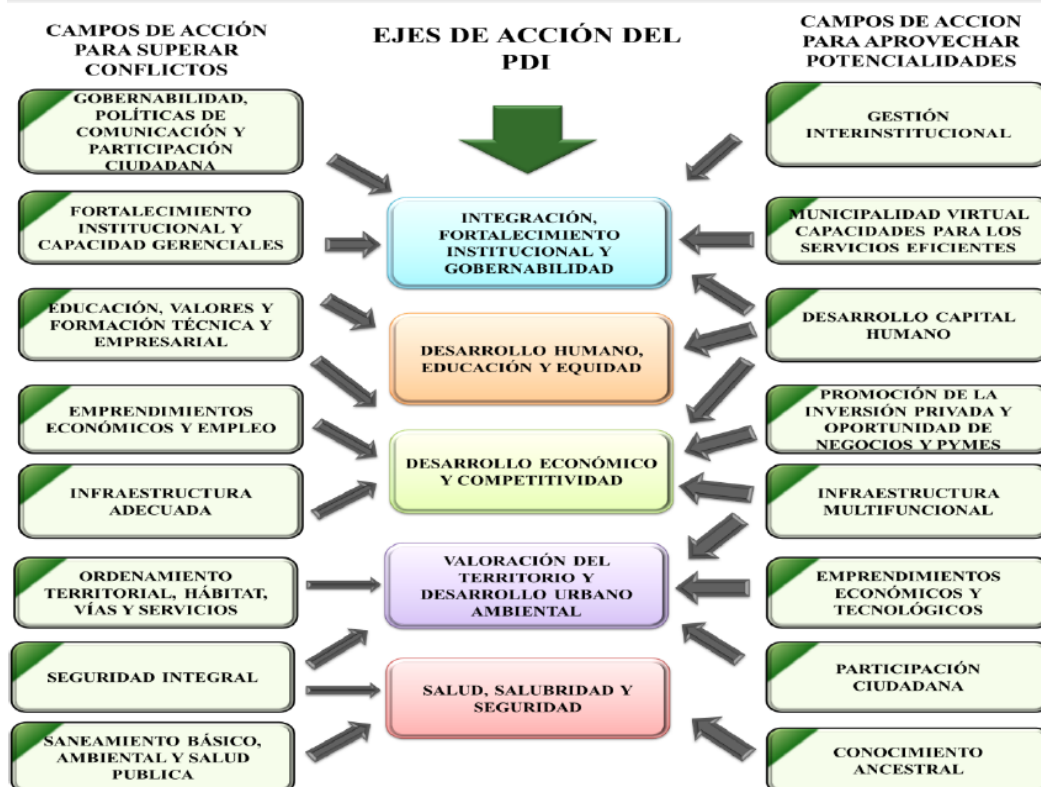 CAMPOS DE ACCIÓN
PARA SUPERAR
CONFLICTOS
GOBERNABILIDAD,
POLÍTICAS DE
COMUNICACIÓN Y
PARTICIPACIÓN
CIUDADANA
FORTALECIMIENTO
INSTITUCIONAL Y
CAPACIDAD GERENCIALES
EDUCACIÓN, VALORES Y
FORMACIÓN TÉCNICA Y
EMPRESARIAL
EMPRENDIMIENTOS
ECONÓMICOS Y EMPLEO
INFRAESTRUCTURA
ADECUADA
ORDENAMIENTO
TERRITORIAL, HÁBITAT,
VÍAS Y SERVICIOS
SEGURIDAD INTEGRAL
SANEAMIENTO BÁSICO,
AMBIENTAL Y SALUD
PUBLICA
EJES DE ACCIÓN DEL
PDI
INTEGRACIÓN,
FORTALECIMIENTO
INSTITUCIONAL Y
GOBERNABILIDAD
DESARROLLO HUMANO,
EDUCACIÓN Y EQUIDAD
DESARROLLO ECONÓMICO
Y COMPETITIVIDAD
VALORACIÓN DEL
TERRITORIO Y
DESARROLLO URBANO
AMBIENTAL
SALUD, SALUBRIDAD Y
SEGURIDAD
CAMPOS DE ACCION
PARA APROVECHAR
POTENCIALIDADES
GESTIÓN
INTERINSTITUCIONAL
MUNICIPALIDAD VIRTUAL
CAPACIDADES PARA LOS
SERVICIOS EFICIENTES
DESARROLLO CAPITAL
HUMANO
PROMOCIÓN DE LA
INVERSIÓN PRIVADA Y
OPORTUNIDAD DE
NEGOCIOS Y PYMES
INFRAESTRUCTURA
MULTIFUNCIONAL
EMPRENDIMIENTOS
ECONÓMICOS Y
TECNOLÓGICOS
PARTICIPACIÓN
CIUDADANA
CONOCIMIENTO
ANCESTRAL